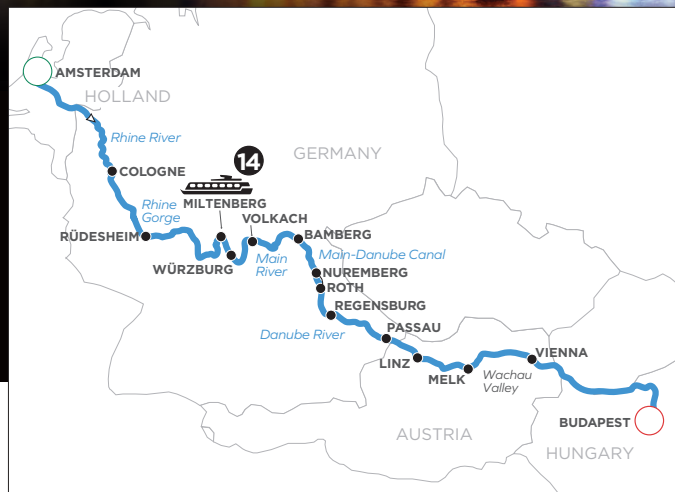 AMSTERDAM
HOLLAND
Rhine River
GERMANY
14
COLOGNE
MILTENBERG
Rhine
Gorge
VOLKACH
RÜDESHEIM
BAMBERG
WÜRZBURG
Main
River
Main-Danube Canal
NUREMBERG
ROTH
REGENSBURG
Danube River
PASSAU
LINZ
VIENNA
MELK
Wachau
Valley
BUDAPEST
AUSTRIA
HUNGARY